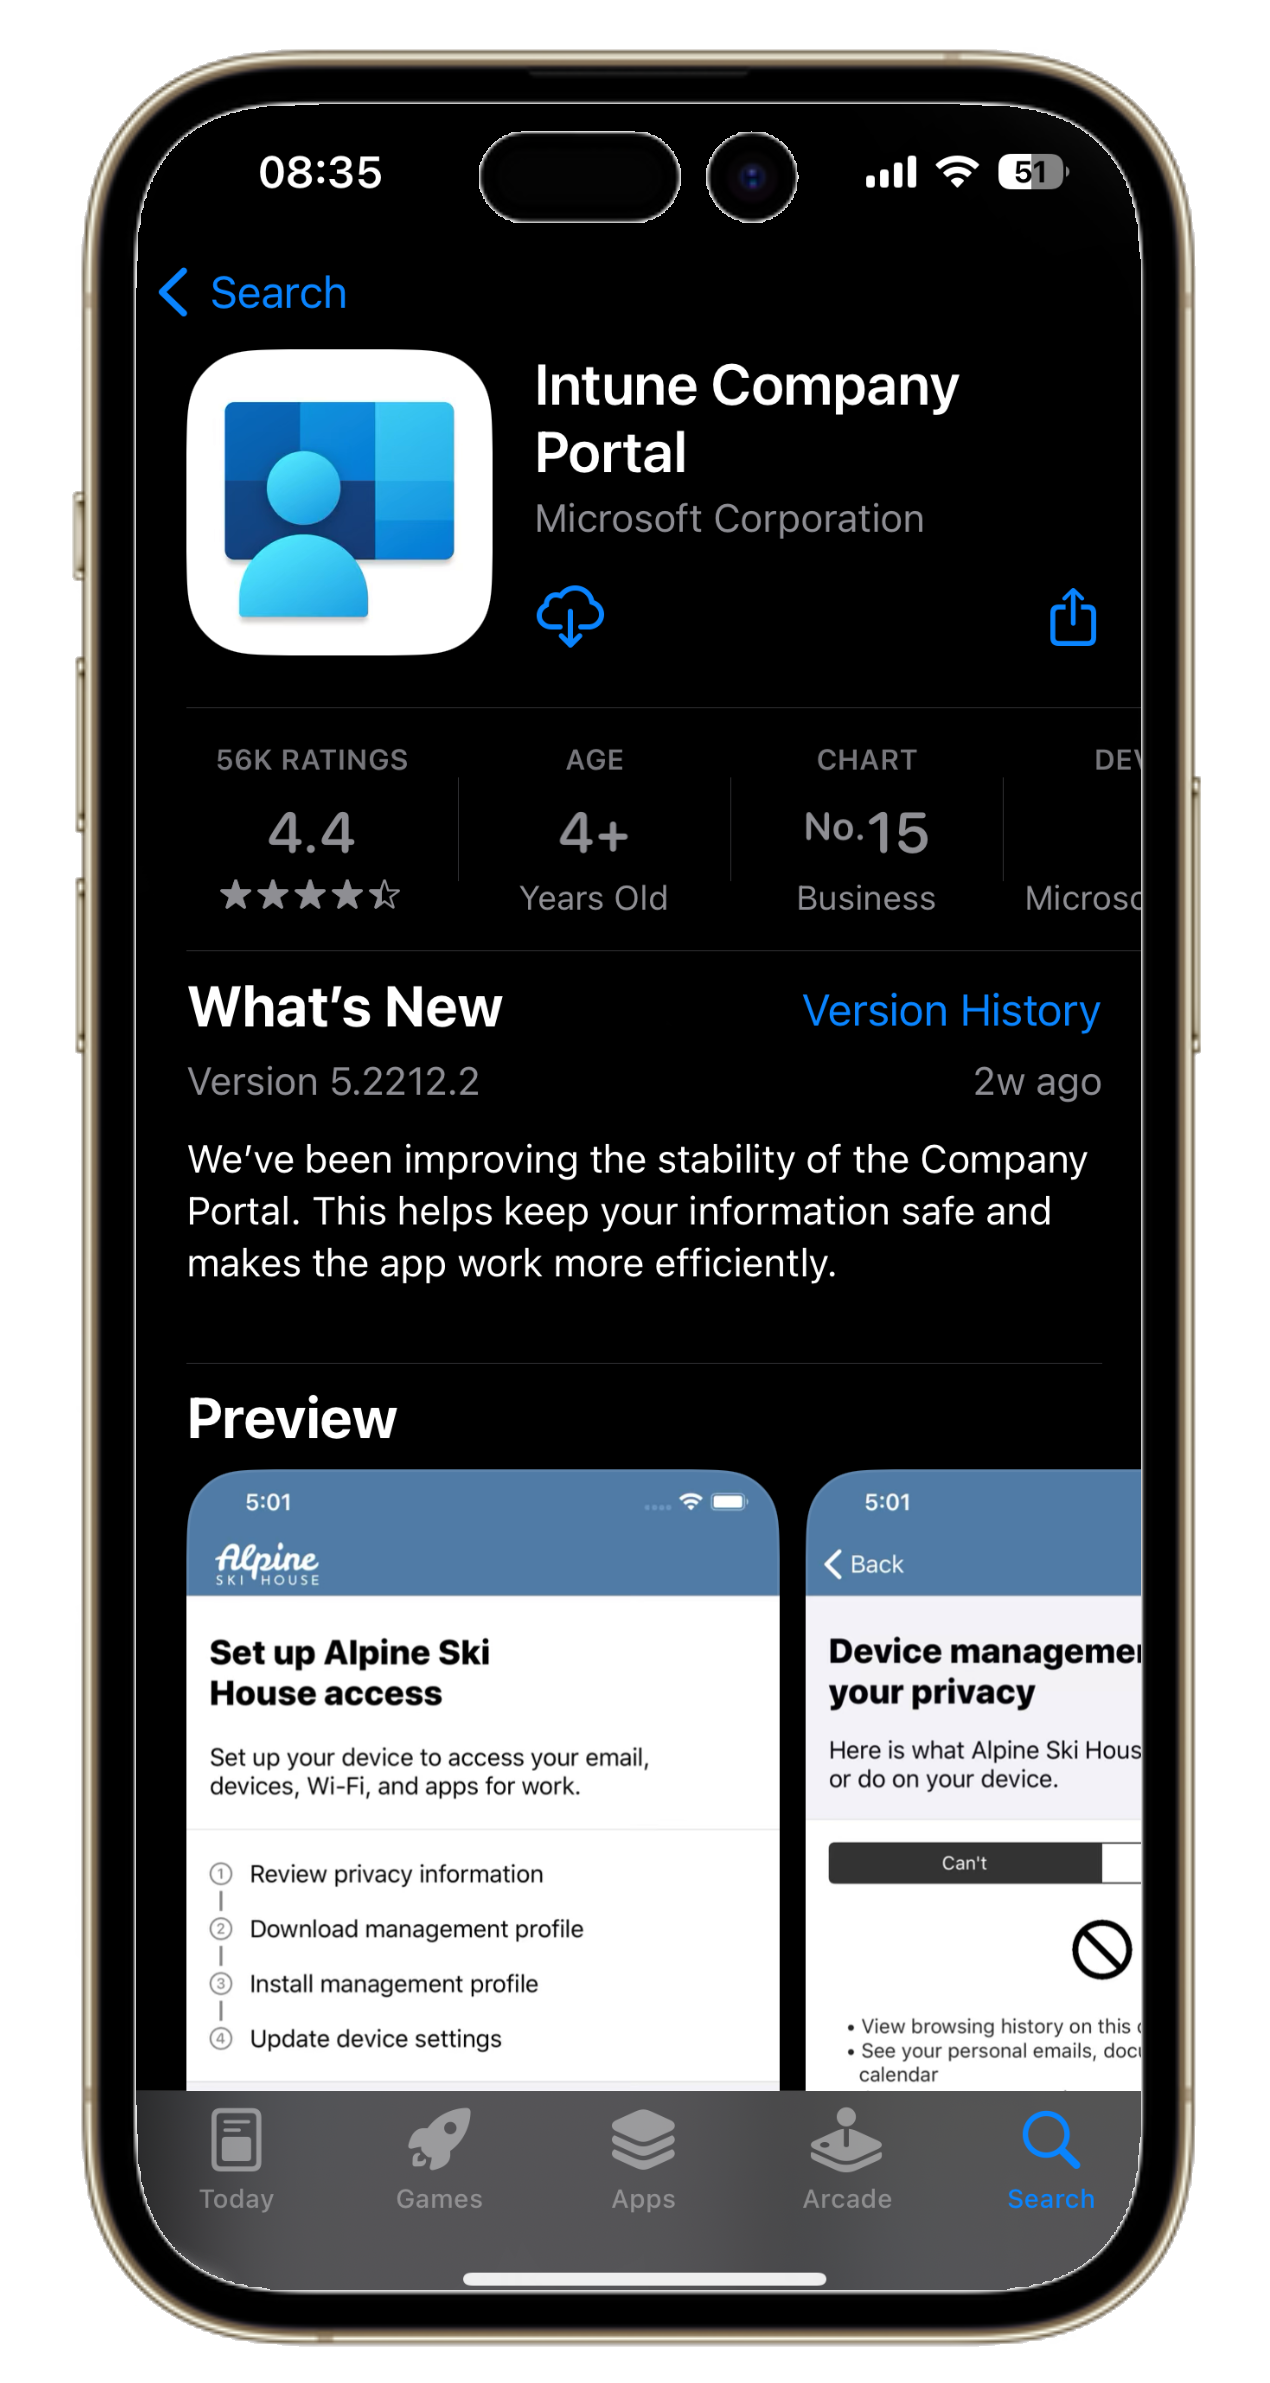 08:35
51
Search
Intune Company
Portal
Microsoft Corporation
56K RATINGS
4.4
AGE
4+
Years Old
CHART
No.15
Business
DEV
Microso
What's New
Version History
Version 5.2212.2
2w ago
We've been improving the stability of the Company
Portal. This helps keep your information safe and
makes the app work more efficiently.
Preview
5:01
Alpine
SKI HOUSE
Set up Alpine Ski
House access
Set up your device to access your email,
devices, Wi-Fi, and apps for work.
1 Review privacy information
2 Download management profile
3 Install management profile
4 Update device settings
5:01
Back
Device managemen
your privacy
Here is what Alpine Ski Hous
or do on your device.
Can't
• View browsing history on this
• See your personal emails, docu
calendar
Today
Games
Apps
Arcade
Search